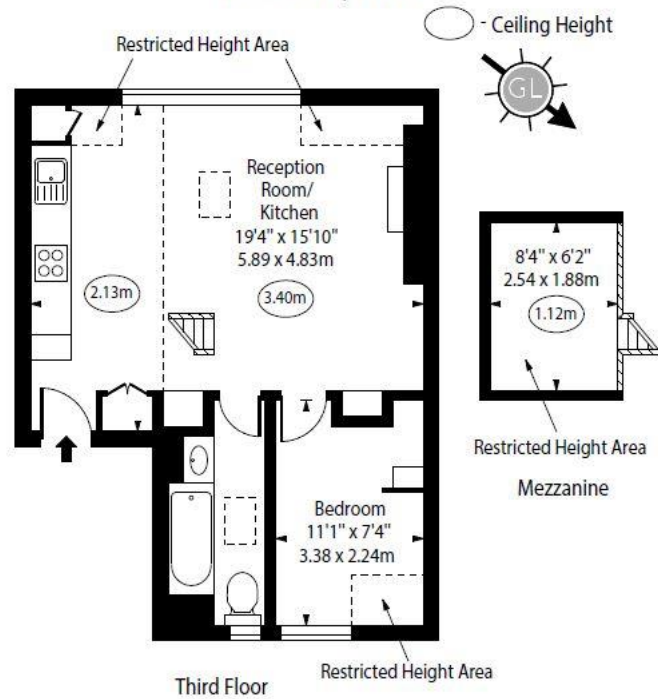 - Ceiling Height
Restricted Height Area
GL
Reception
Room/
Kitchen
19'4" x 15'10"
5.89 x 4.83m
2.13m
3.40m
8'4" x 6'2"
2.54 x 1.88m
1.12m
Restricted Height Area
Mezzanine
Bedroom
11'1" x 7'4"
3.38 x 2.24m
Third Floor
Restricted Height Area